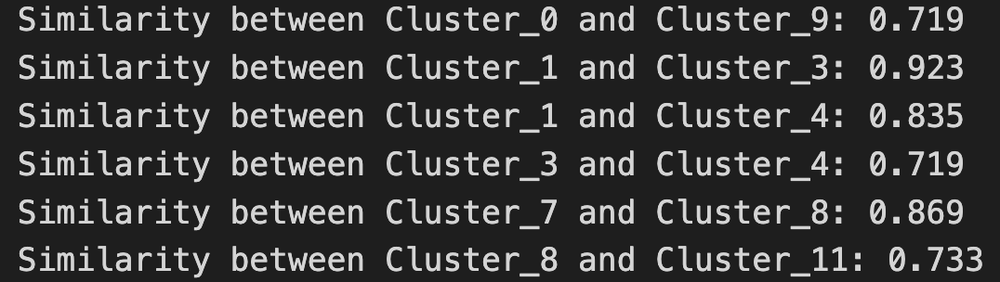 Similarity between Cluster_0 and Cluster_9: 0.719
Similarity between Cluster_1 and Cluster_3: 0.923
Similarity between Cluster_1 and Cluster_4: 0.835
Similarity between Cluster_3 and Cluster_4: 0.719
Similarity between Cluster_7 and Cluster_8: 0.869
Similarity between Cluster_8 and Cluster_11: 0.733